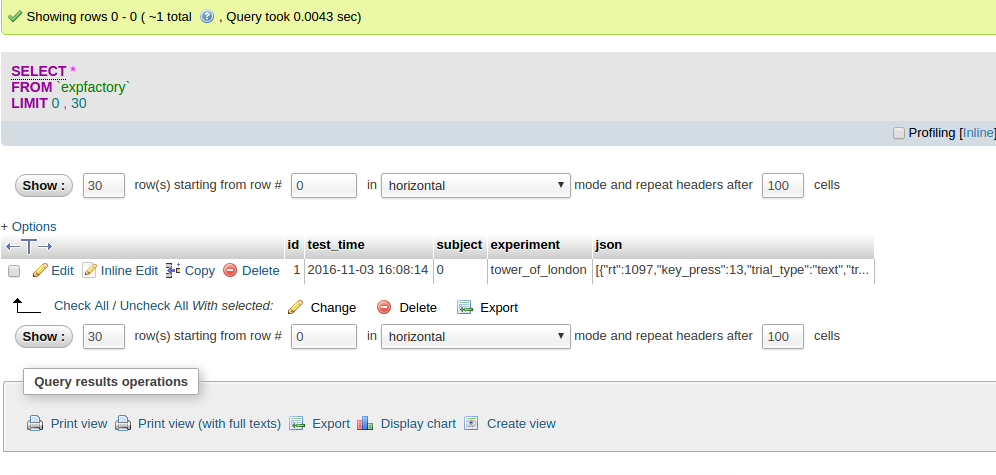 Showing rows 0 - 0 ( ~1 total , Query took 0.0043 sec)
SELECT *
FROM `expfactory`
LIMIT 0 , 30
Profiling [Inline]
Show : 30 row(s) starting from row # 0 in horizontal mode and repeat headers after 100 cells
+ Options
←T→ id test_time subject experiment json
Edit Inline Edit Copy Delete 1 2016-11-03 16:08:14 0 tower_of_london [{"rt":1097,"key_press":13,"trial_type":"text","tr...
Check All / Uncheck All With selected: Change Delete Export
Show : 30 row(s) starting from row # 0 in horizontal mode and repeat headers after 100 cells
Query results operations
Print view Print view (with full texts) Export Display chart Create view